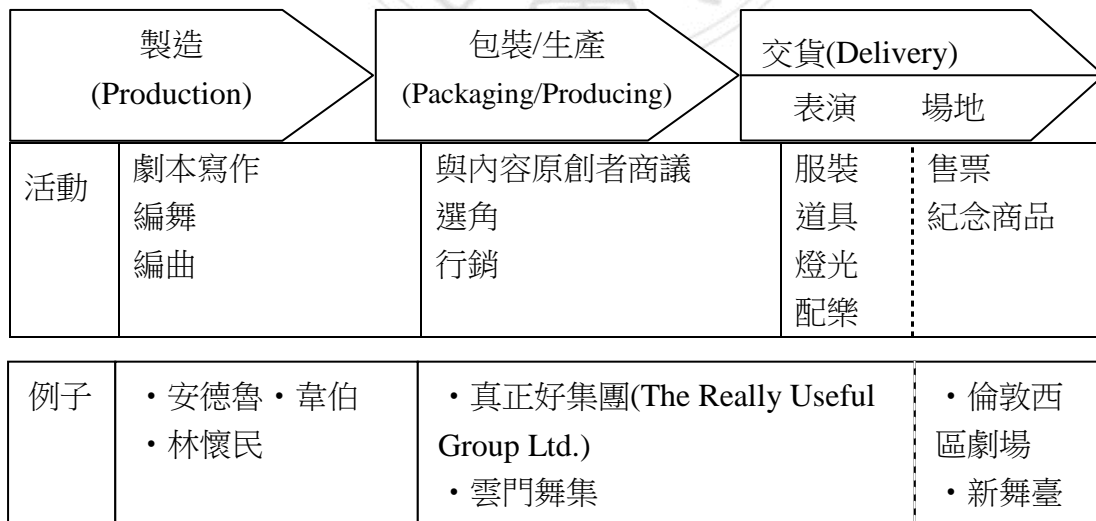 製造
(Production)
包裝/生產
(Packaging/Producing)
交貨(Delivery)
表演 場地
活動
劇本寫作
編舞
編曲
與內容原創者商議
選角
行銷
服裝
道具
燈光
配樂
售票
紀念商品
例子
・安德魯・韋伯
・林懷民
・真正好集團(The Really Useful
Group Ltd.)
・雲門舞集
・倫敦西
區劇場
・新舞臺